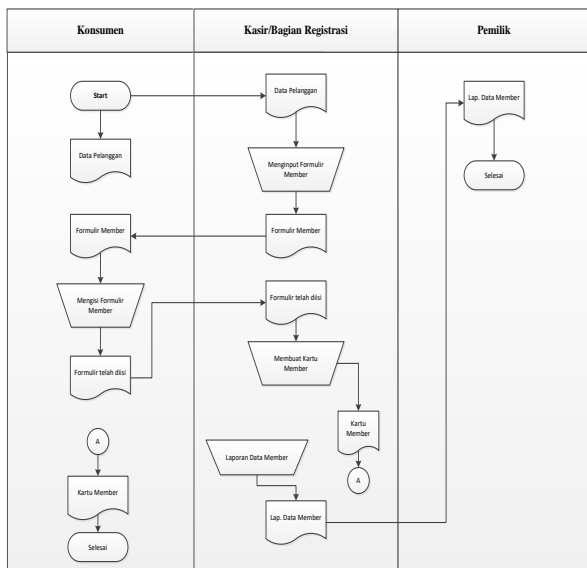 Konsumen
Kasir/Bagian Registrasi
Pemilik
Start
Data Pelanggan
Data Pelanggan
Menginput Formulir
Member
Formulir Member
Formulir Member
Mengisi Formulir
Member
Formulir telah diisi
Formulir telah diisi
Membuat Kartu
Member
Kartu
Member
A
Laporan Data Member
Lap. Data Member
Lap. Data Member
Selesai
A
Kartu Member
Selesai